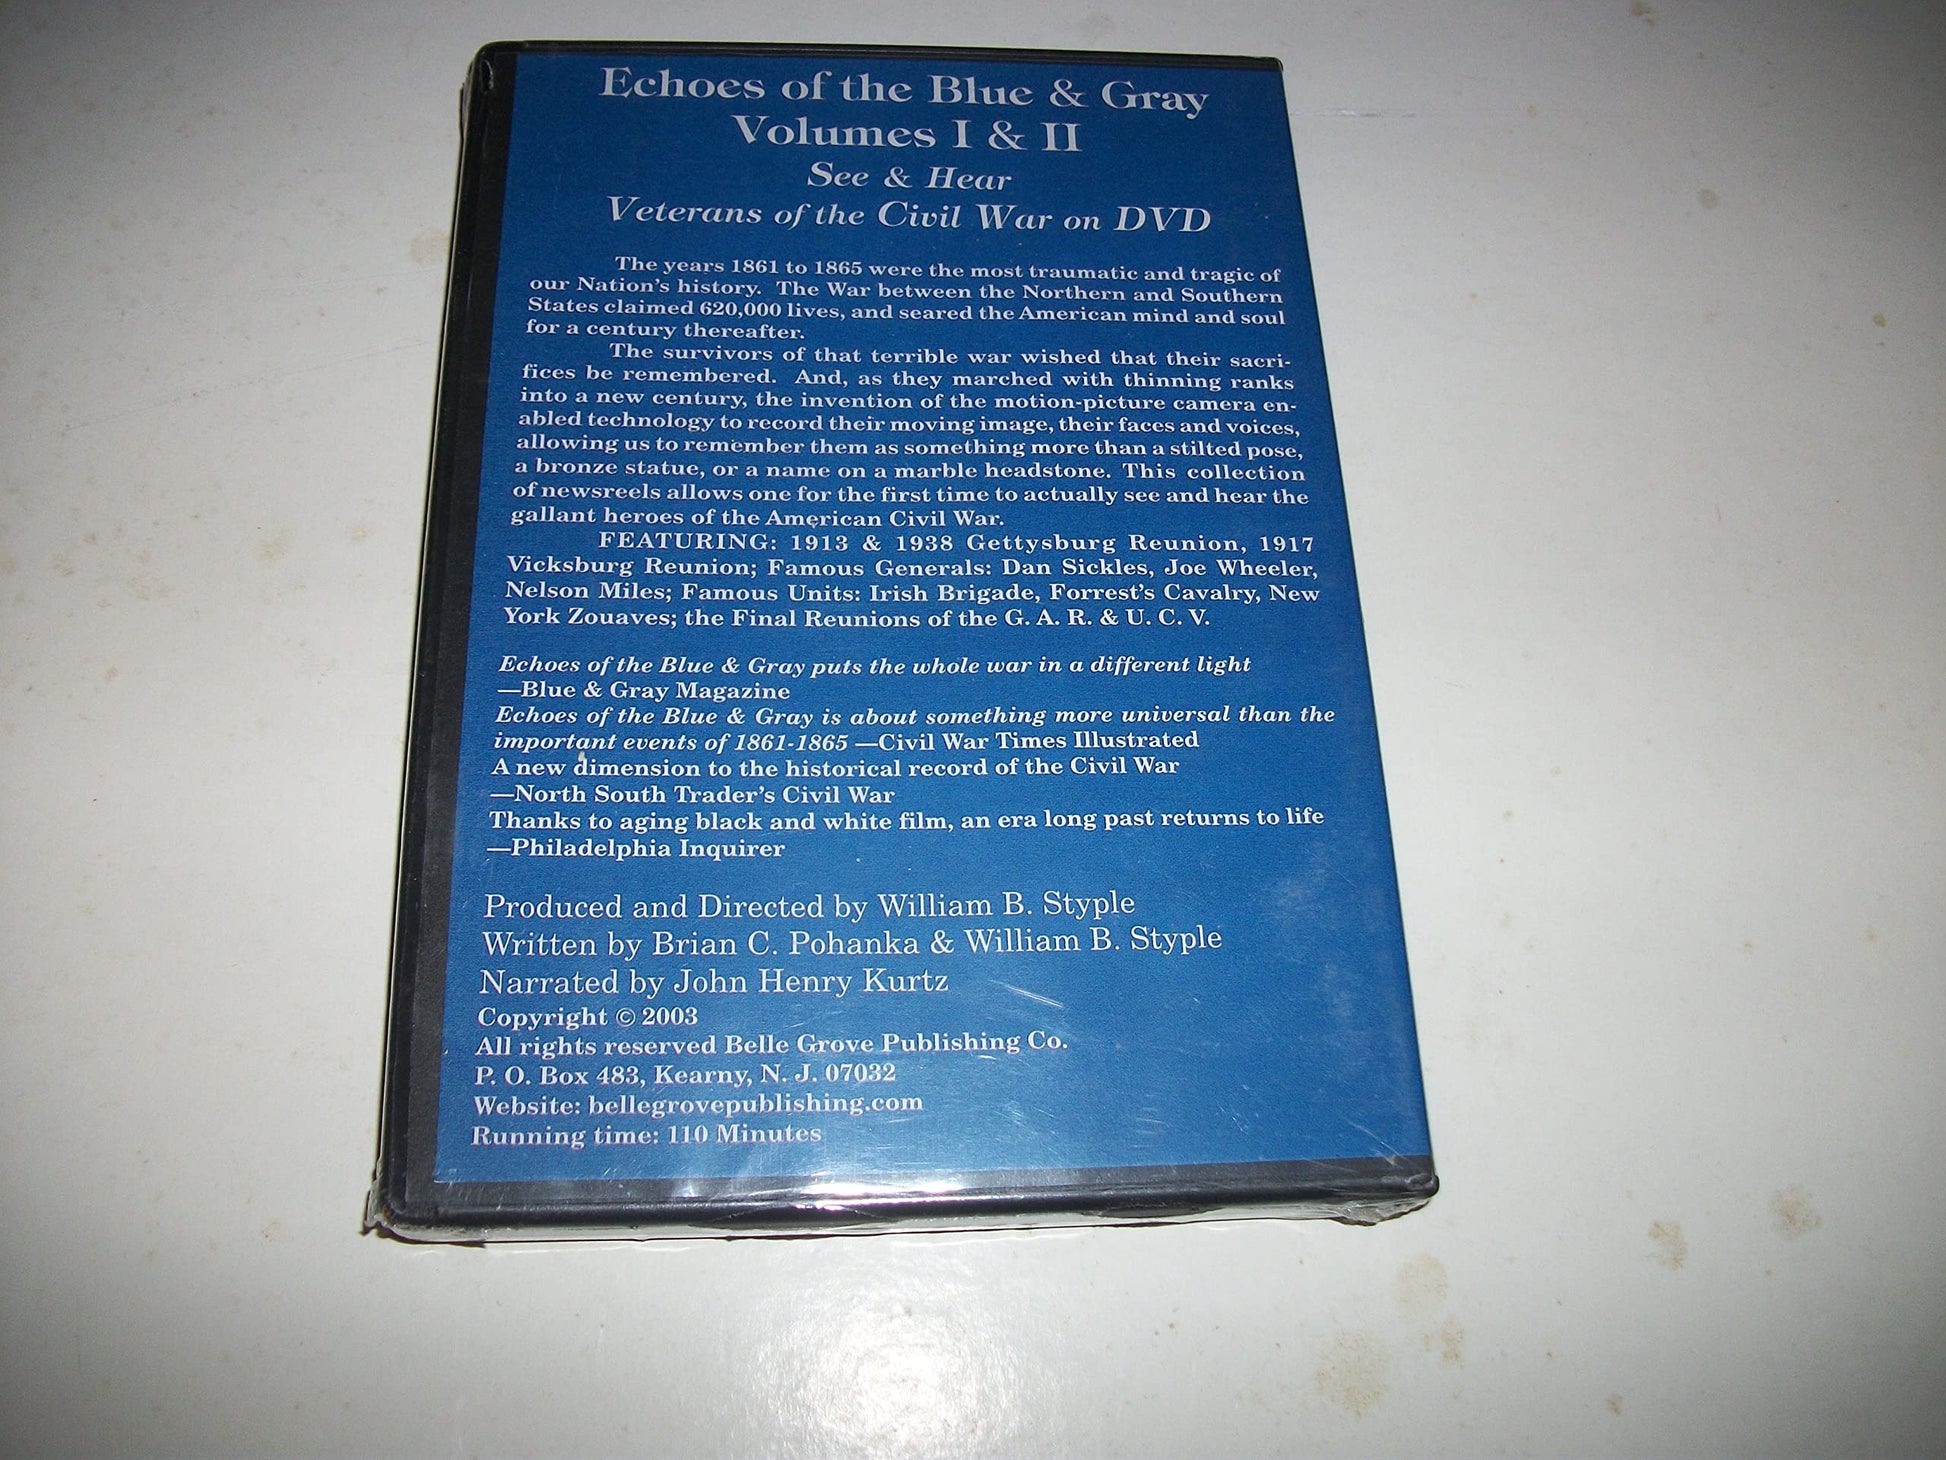 Echoes of the Blue & Gray
Volumes I & II
See & Hear
Veterans of the Civil War on DVD
The years 1861 to 1865 were the most traumatic and tragic of
our Nation's history. The War between the Northern and Southern
States claimed 620,000 lives, and seared the American mind and soul
for a century thereafter.
The survivors of that terrible war wished that their sacri-
fices be remembered. And, as they marched with thinning ranks
into a new century, the invention of the motion-picture camera en-
abled technology to record their moving image, their faces and voices,
allowing us to remember them as something more than a stilted pose,
a bronze statue, or a name on a marble headstone. This collection
of newsreels allows one for the first time to actually see and hear the
gallant heroes of the American Civil War.
FEATURING: 1913 & 1938 Gettysburg Reunion, 1917
Vicksburg Reunion; Famous Generals: Dan Sickles, Joe Wheeler,
Nelson Miles; Famous Units: Irish Brigade, Forrest's Cavalry, New
York Zouaves; the Final Reunions of the G. A. R. & U. C. V.
Echoes of the Blue & Gray puts the whole war in a different light
—Blue & Gray Magazine
Echoes of the Blue & Gray is about something more universal than the
important events of 1861-1865 —Civil War Times Illustrated
A new dimension to the historical record of the Civil War
—North South Trader's Civil War
Thanks to aging black and white film, an era long past returns to life
—Philadelphia Inquirer
Produced and Directed by William B. Styple
Written by Brian C. Pohanka & William B. Styple
Narrated by John Henry Kurtz
Copyright © 2003
All rights reserved Belle Grove Publishing Co.
P. O. Box 483, Kearny, N. J. 07032
Website: bellegrovepublishing.com
Running time: 110 Minutes